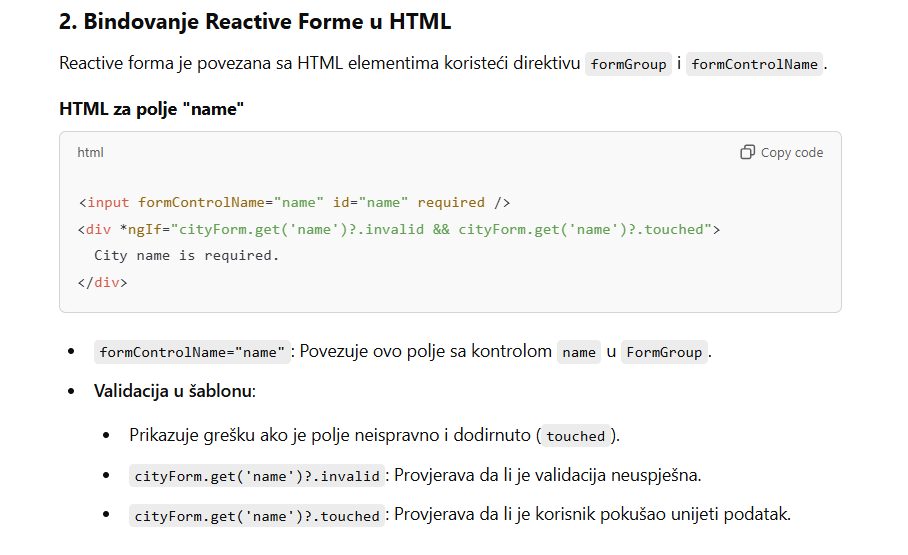 2. Bindovanje Reactive Forme u HTML
Reactive forma je povezana sa HTML elementima koristeći direktivu formGroup i formControlName.
HTML za polje "name"
html
Copy code
<input formControlName="name" id="name" required />
<div *ngIf="cityForm.get('name')?.invalid && cityForm.get('name')?.touched">
  City name is required.
</div>
• formControlName="name": Povezuje ovo polje sa kontrolom name u FormGroup.
• Validacija u šablonu:
• Prikazuje grešku ako je polje neispravno i dodirnuto (touched).
• cityForm.get('name')?.invalid: Provjerava da li je validacija neuspješna.
• cityForm.get('name')?.touched: Provjerava da li je korisnik pokušao unijeti podatak.